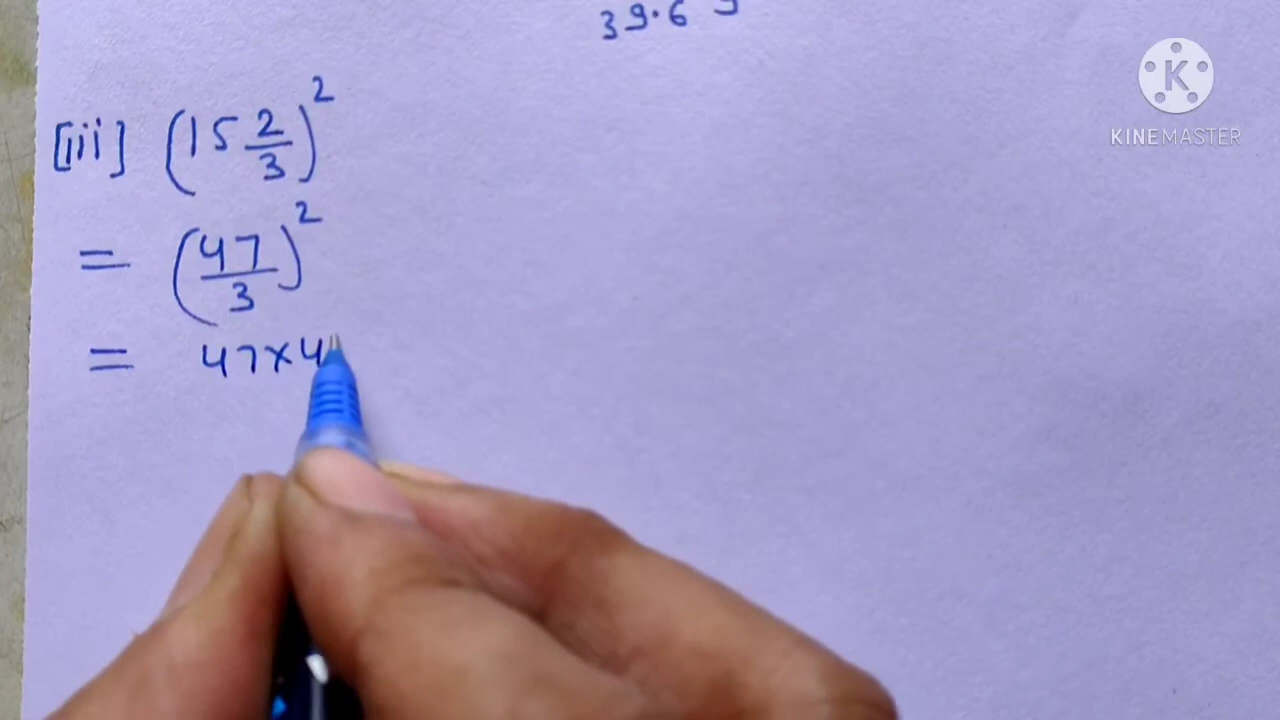 39.6
[iii] (15 2/3)²
= (47/3)²
= 47×4
KINEMASTER